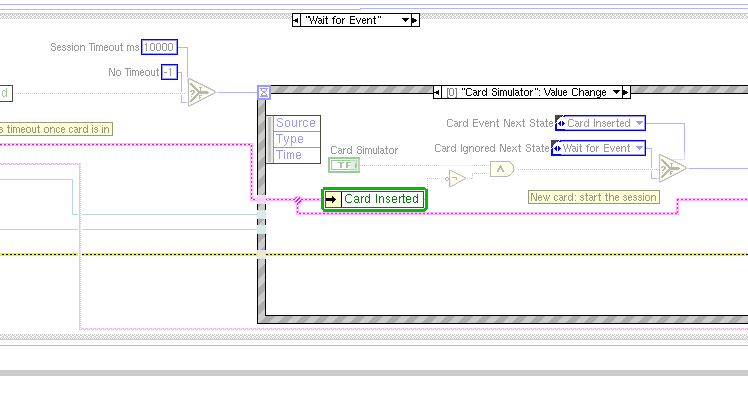 "Wait for Event"
Session Timeout ms 10000
No Timeout -1
d
[0] "Card Simulator": Value Change
s timeout once card is in
Source
Type
Time
Card Event Next State Card Inserted
Card Simulator
TF
Card Ignored Next State Wait for Event
Card Inserted
New card: start the session